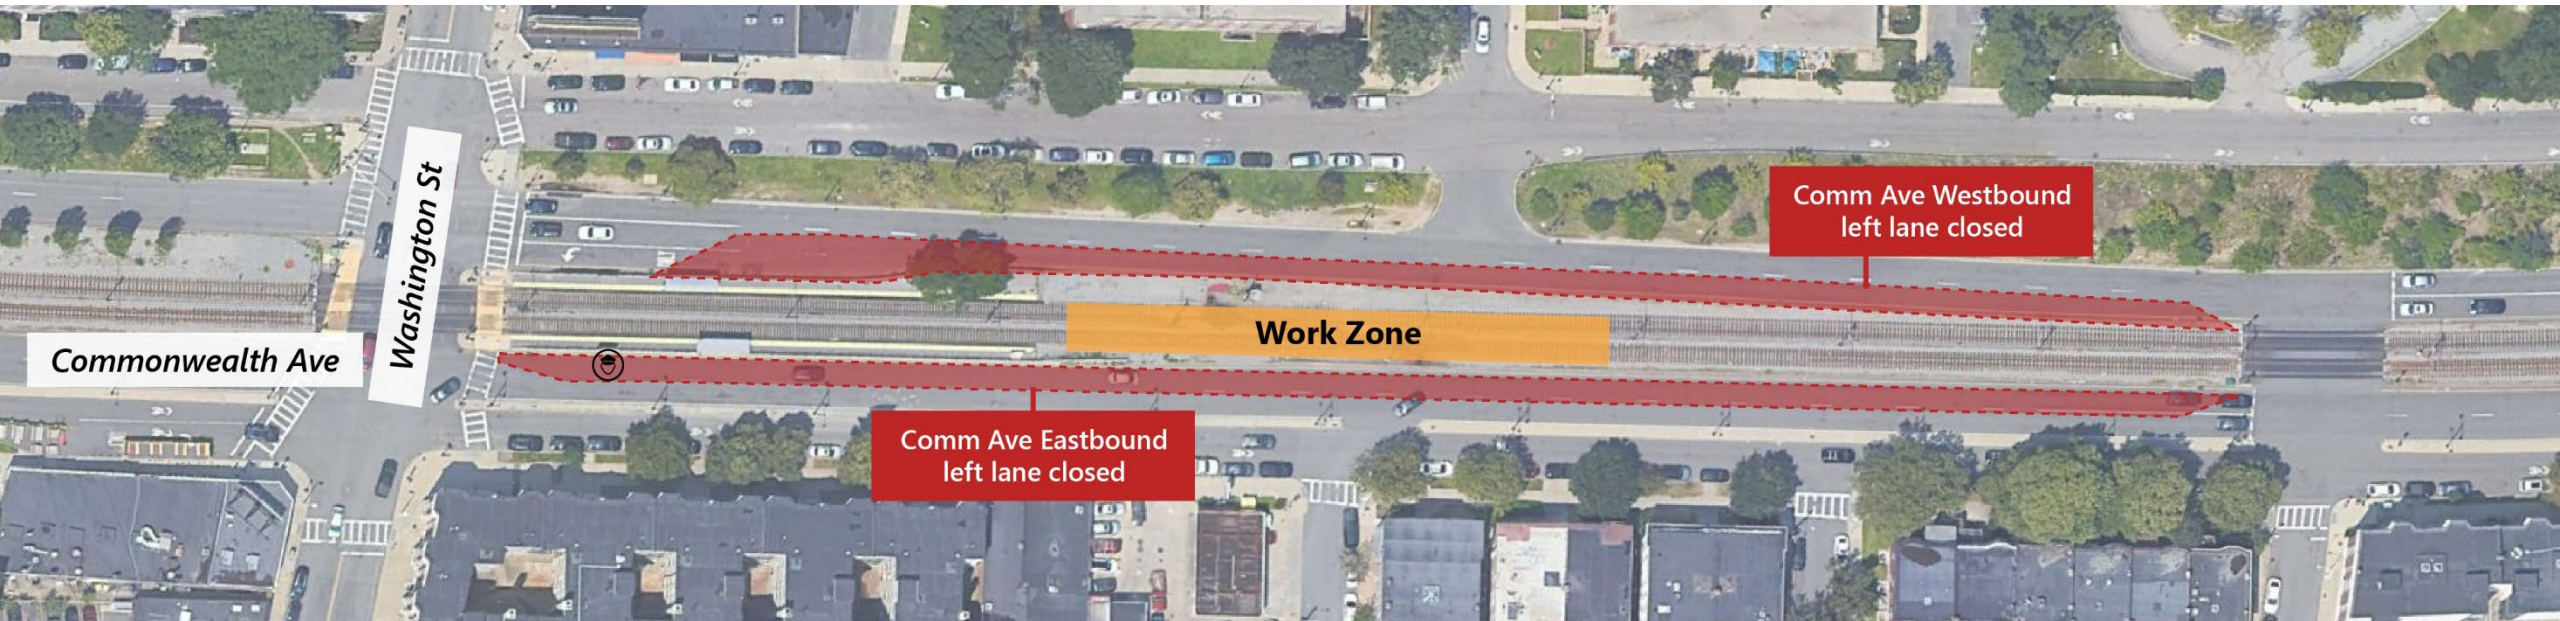 Washington St
Commonwealth Ave
Work Zone
Comm Ave Westbound
left lane closed
Comm Ave Eastbound
left lane closed